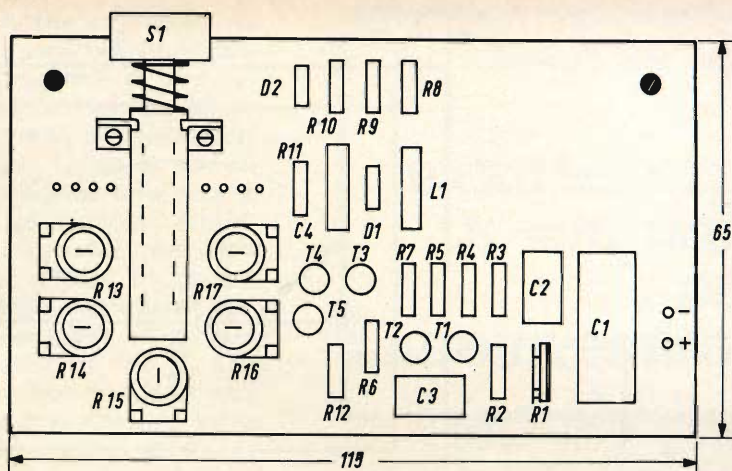 S1
D2
R10
R9
R8
R11
C4
D1
L1
65
T4
T3
R7
R5
R4
R3
C2
C1
R13
R17
T5
T2
T1
-
+
R14
R16
R6
R15
R12
C3
R2
R1
115